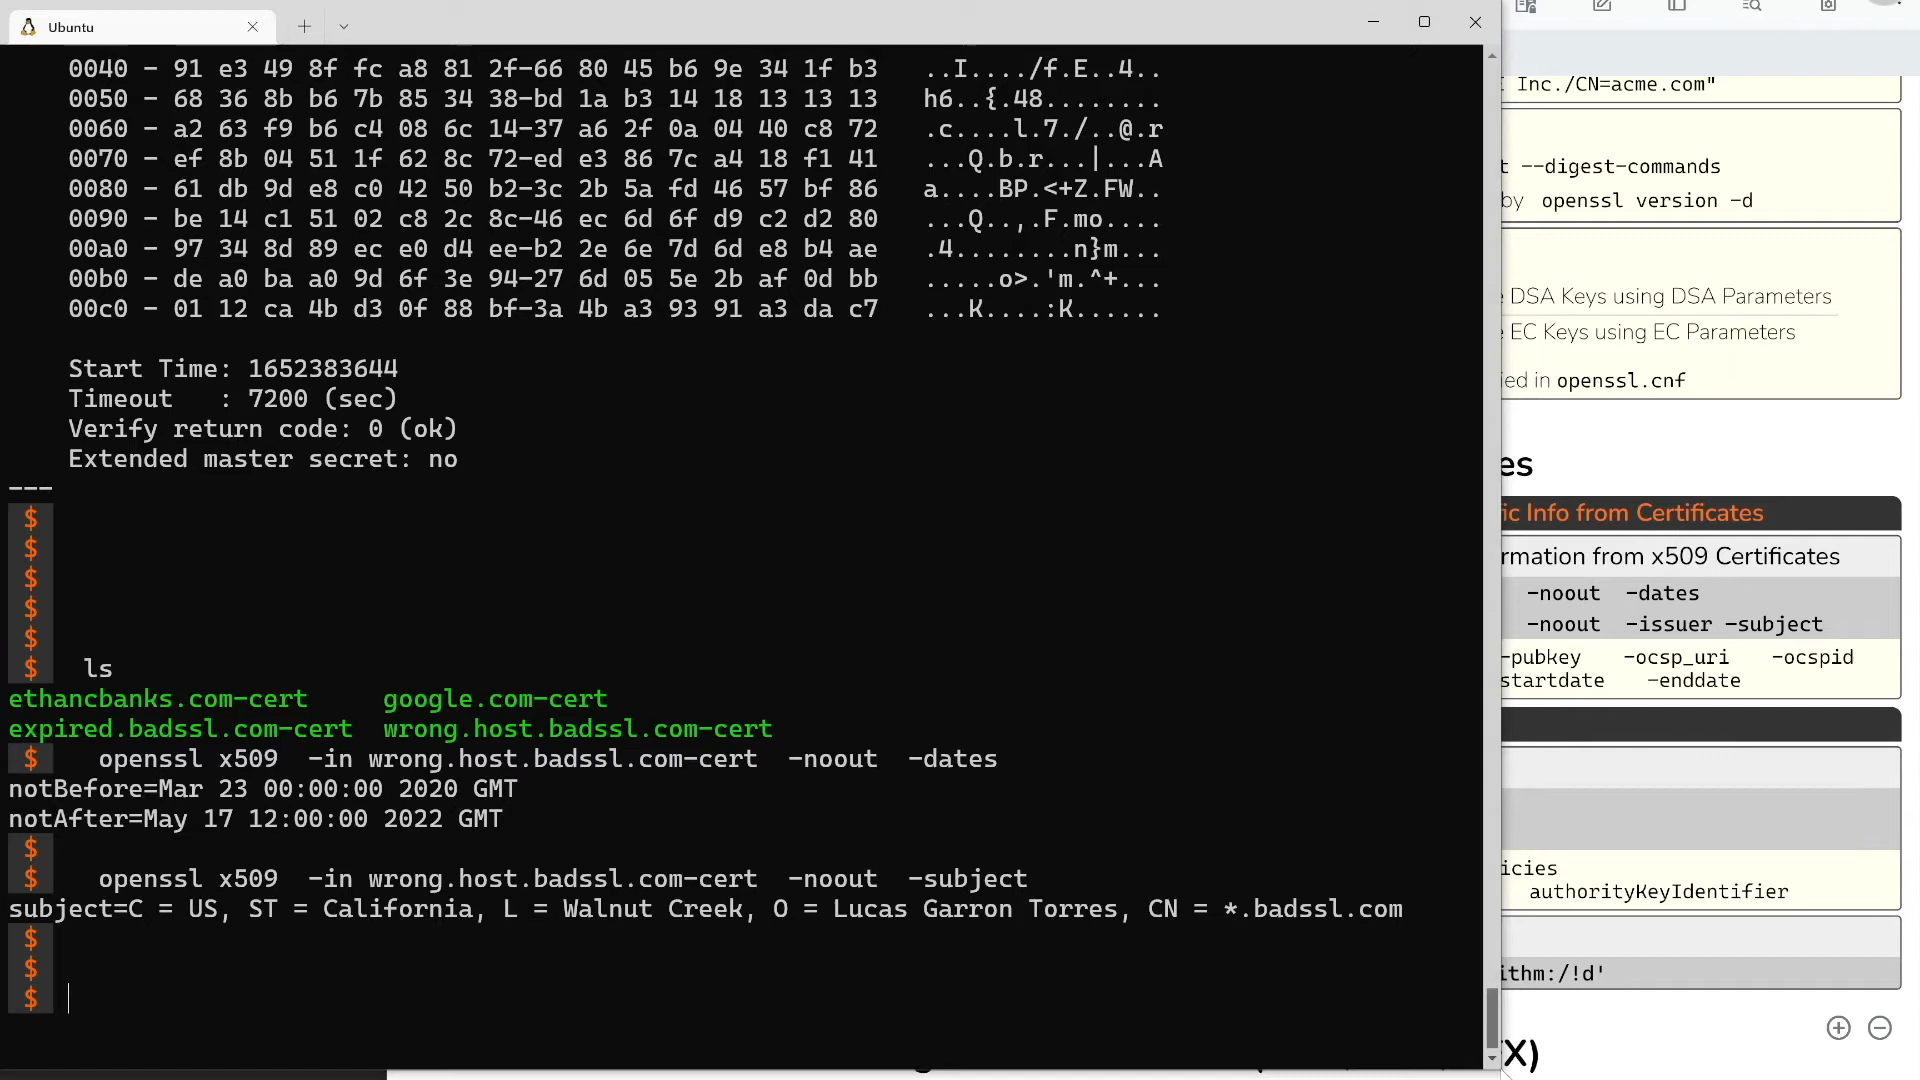 Ubuntu
0040 - 91 e3 49 8f fc a8 81 2f-66 80 45 b6 9e 34 1f b3   ..I..../f.E..4..
0050 - 68 36 8b b6 7b 85 34 38-bd 1a b3 14 18 13 13 13   h6..{.48........
0060 - a2 63 f9 b6 c4 08 6c 14-37 a6 2f 0a 04 40 c8 72   .c....l.7./..@.r
0070 - ef 8b 04 51 1f 62 8c 72-ed e3 86 7c a4 18 f1 41   ...Q.b.r...|...A
0080 - 61 db 9d e8 c0 42 50 b2-3c 2b 5a fd 46 57 bf 86   a....BP.<+Z.FW..
0090 - be 14 c1 51 02 c8 2c 8c-46 ec 6d 6f d9 c2 d2 80   ...Q..,.F.mo....
00a0 - 97 34 8d 89 ec e0 d4 ee-b2 2e 6e 7d 6d e8 b4 ae   .4........n}m...
00b0 - de a0 ba a0 9d 6f 3e 94-27 6d 05 5e 2b af 0d bb   .....o>.'m.^+...
00c0 - 01 12 ca 4b d3 0f 88 bf-3a 4b a3 93 91 a3 da c7   ...K....:K......
Start Time: 1652383644
Timeout   : 7200 (sec)
Verify return code: 0 (ok)
Extended master secret: no
---
$
$
$
$
$
$ ls
ethancbanks.com-cert     google.com-cert
expired.badssl.com-cert  wrong.host.badssl.com-cert
$ openssl x509  -in wrong.host.badssl.com-cert  -noout  -dates
notBefore=Mar 23 00:00:00 2020 GMT
notAfter=May 17 12:00:00 2022 GMT
$
$ openssl x509  -in wrong.host.badssl.com-cert  -noout  -subject
subject=C = US, ST = California, L = Walnut Creek, O = Lucas Garron Torres, CN = *.badssl.com
$
$
$
Inc./CN=acme.com"
t --digest-commands
by openssl version -d
e DSA Keys using DSA Parameters
e EC Keys using EC Parameters
ied in openssl.cnf
es
ic Info from Certificates
rmation from x509 Certificates
-noout  -dates
-noout  -issuer -subject
-pubkey   -ocsp_uri   -ocspid
startdate   -enddate
icies
authorityKeyIdentifier
ithm:/!d'
X)